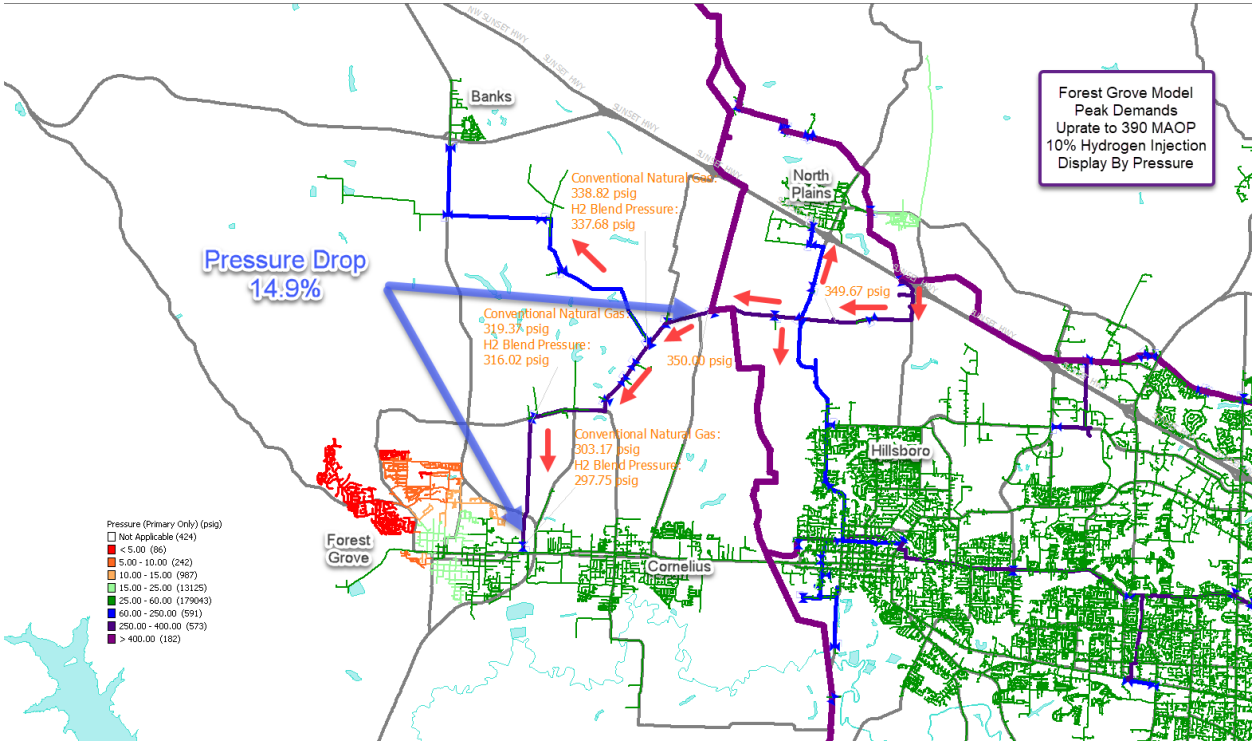 NW SUNSET HWY
SUNSET HWY
SUNSET HWY
SUNSET HWY
Banks
Forest Grove Model
Peak Demands
Uprate to 390 MAOP
10% Hydrogen Injection
Display By Pressure
North
Plains
Conventional Natural Gas:
338.82 psig
H2 Blend Pressure:
337.68 psig
Pressure Drop
14.9%
349.67 psig
Conventional Natural Gas:
319.37 psig
H2 Blend Pressure:
316.02 psig
350.00 psig
Conventional Natural Gas:
303.17 psig
H2 Blend Pressure:
297.75 psig
Hillsboro
Forest
Grove
Cornelius
Pressure (Primary Only) (psig)
Not Applicable (424)
< 5.00 (86)
5.00 - 10.00 (242)
10.00 - 15.00 (987)
15.00 - 25.00 (13125)
25.00 - 60.00 (179043)
60.00 - 250.00 (591)
250.00 - 400.00 (573)
> 400.00 (182)